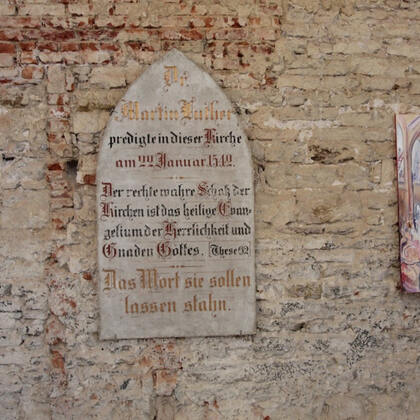 Dr.
Martin Luther
predigte in dieser Kirche
am 22. Januar 1542.
Der rechte wahre Schatz der
Kirchen ist das heilige Evan-
gelium der Herrlichkeit und
Gnaden Gottes. These 62.
Das Wort sie sollen
lassen stahn.